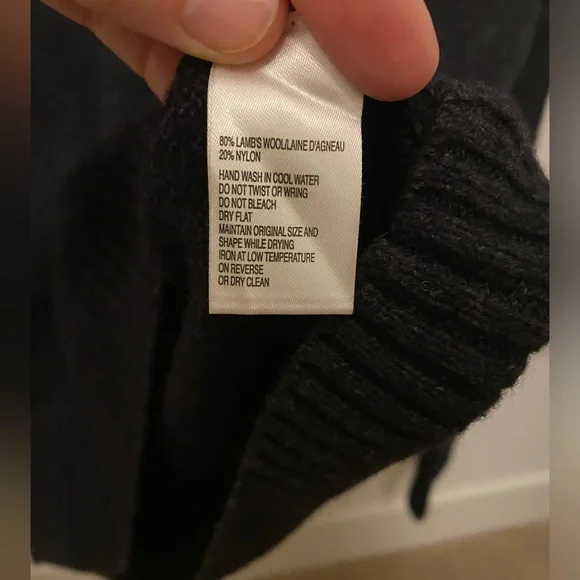 80% LAMB'S WOOL/LAINE D'AGNEAU
20% NYLON
HAND WASH IN COOL WATER
DO NOT TWIST OR WRING
DO NOT BLEACH
DRY FLAT
MAINTAIN ORIGINAL SIZE AND
SHAPE WHILE DRYING
IRON AT LOW TEMPERATURE
ON REVERSE
OR DRY CLEAN